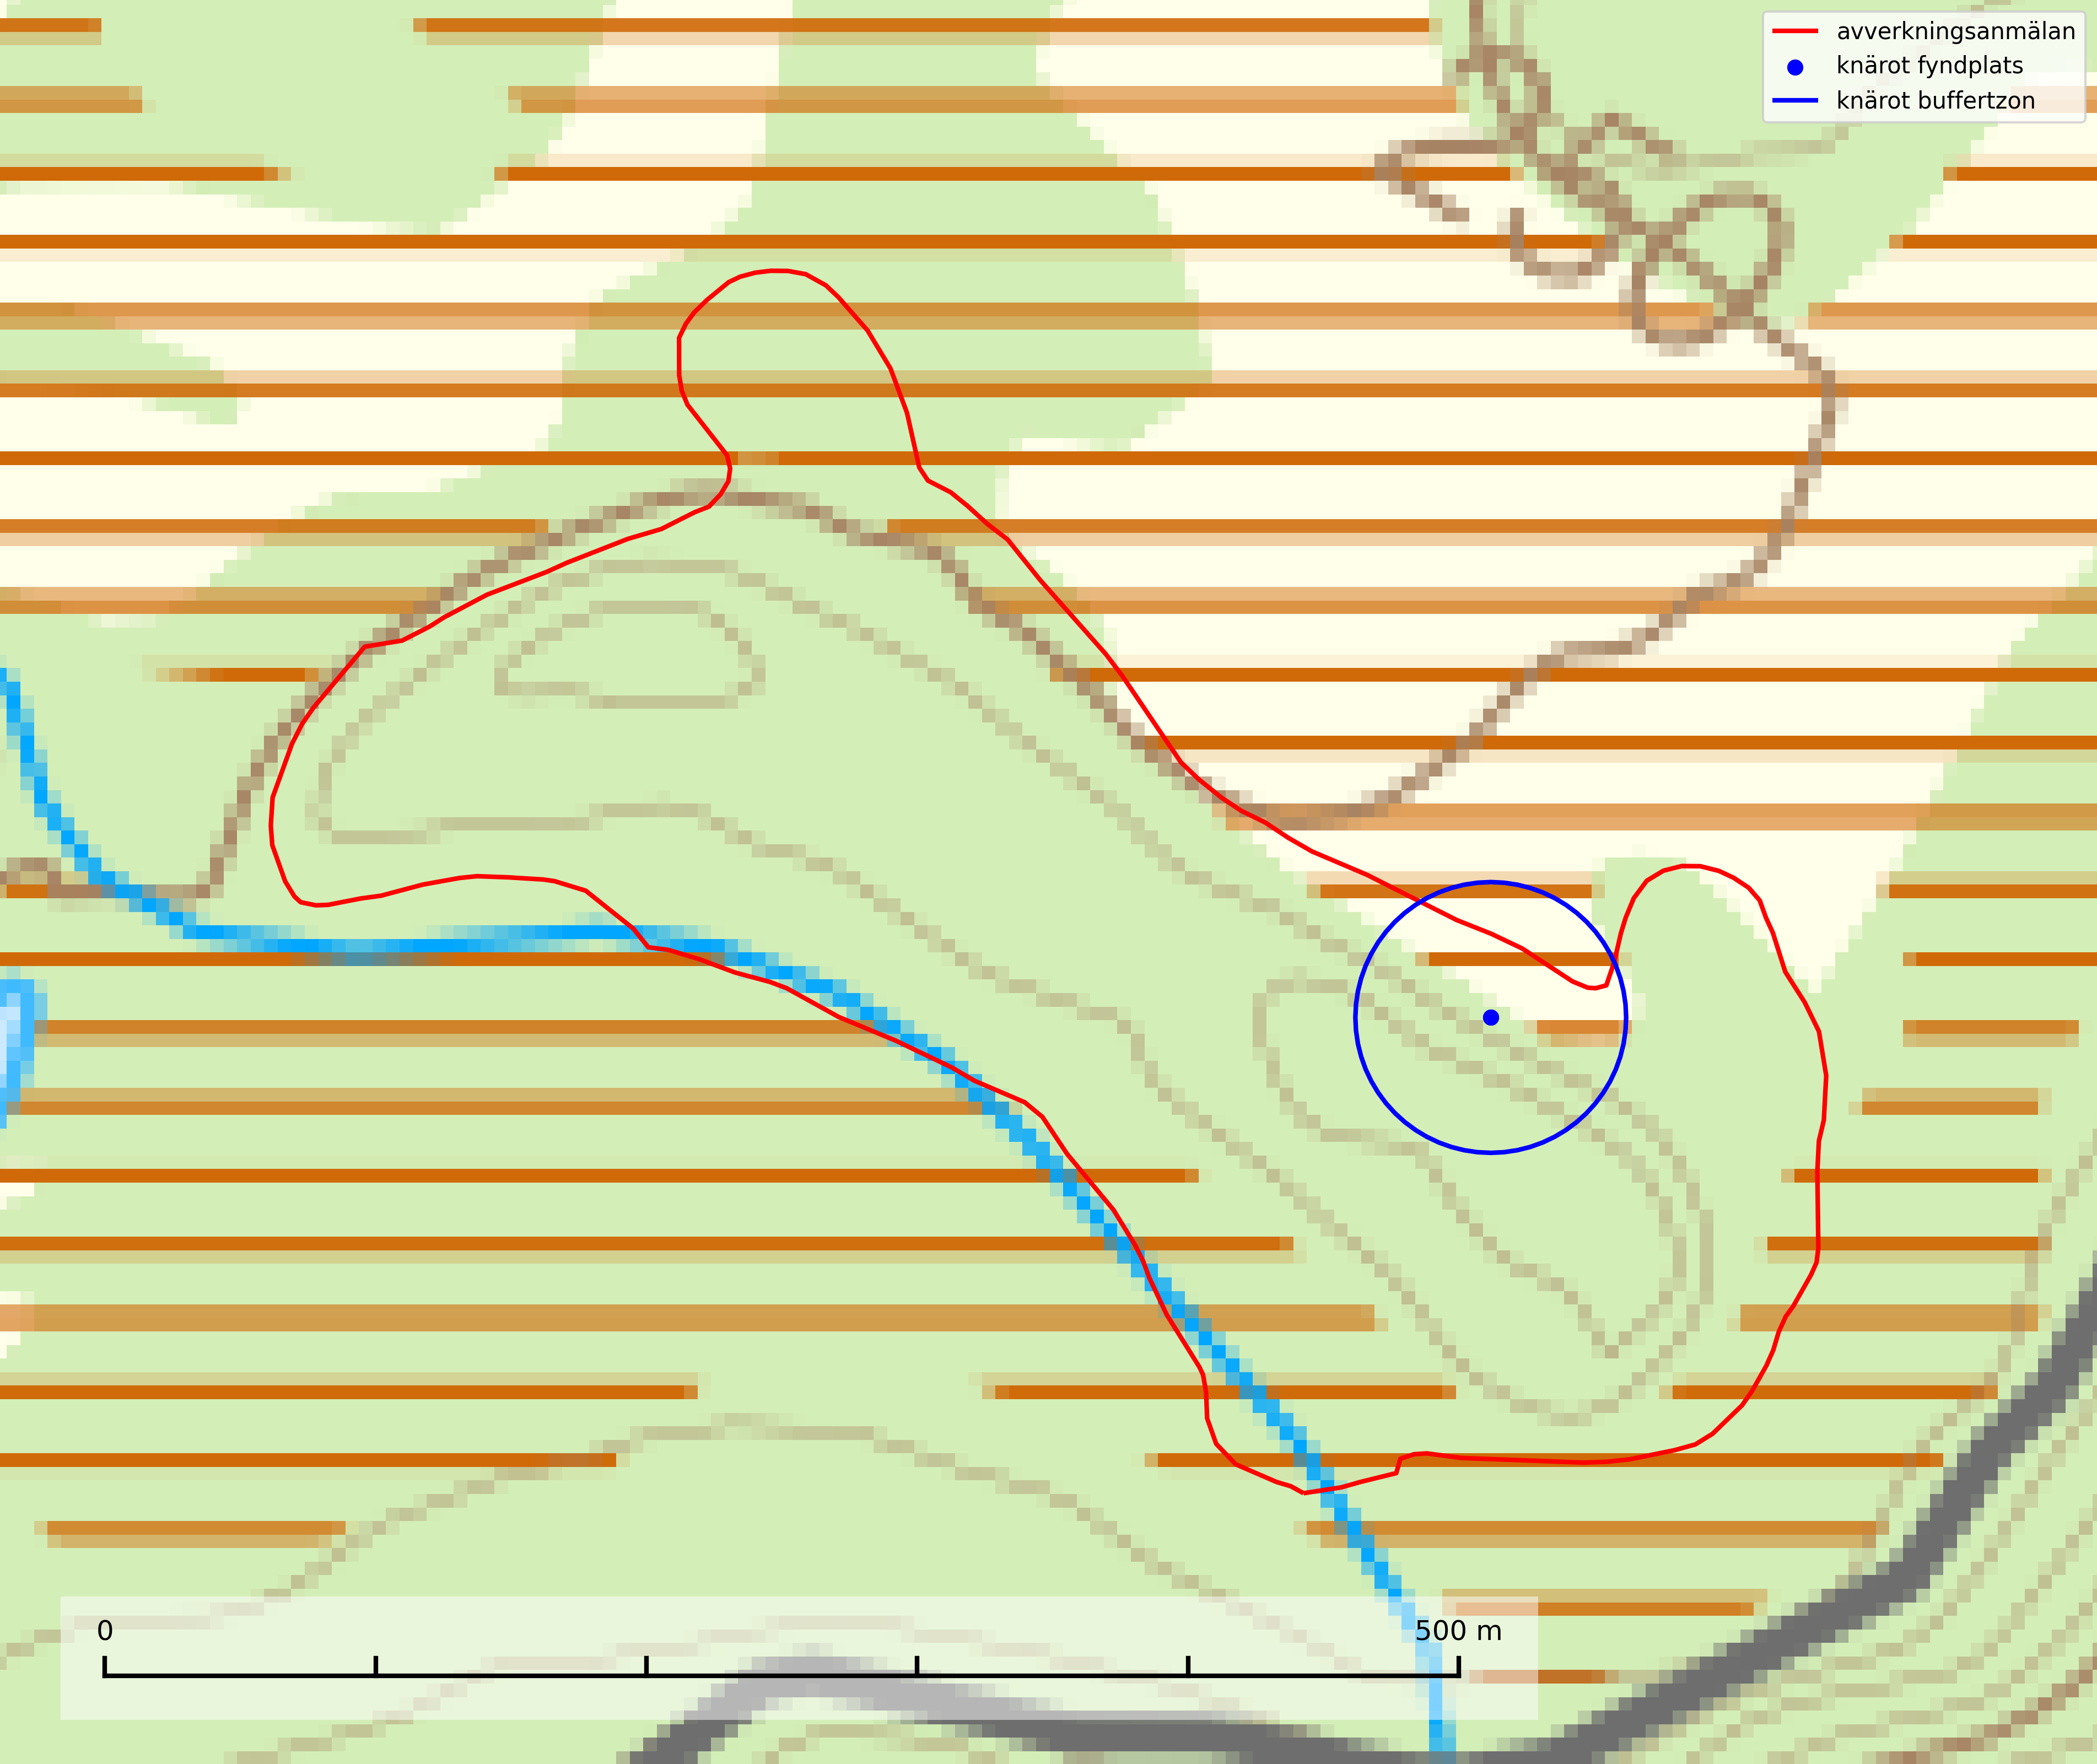 avverkningsanmälan
knärot fyndplats
knärot buffertzon
0
500 m